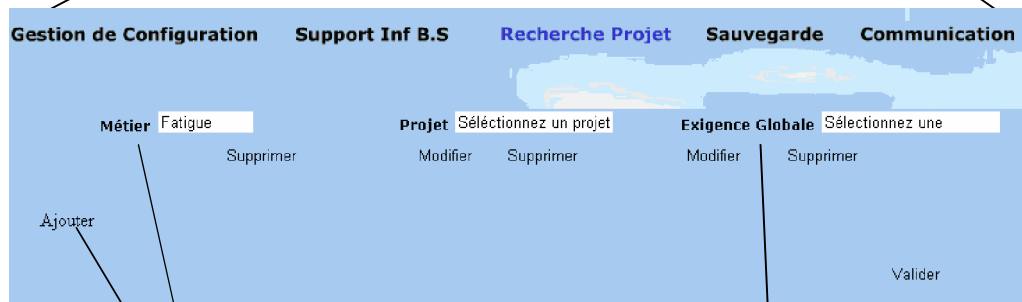 Gestion de Configuration Support Inf B.S Recherche Projet Sauvegarde Communication
Métier Fatigue Projet Séléctionnez un projet Exigence Globale Sélectionnez une
Supprimer Modifier Supprimer Modifier Supprimer
Ajouter
Valider